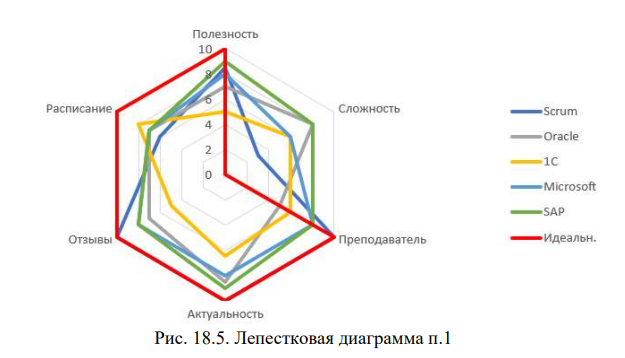 Полезность
10
8
6
4
2
0
Расписание
Сложность
Отзывы
Преподаватель
Актуальность
Scrum
Oracle
1C
Microsoft
SAP
Идеальн.
Рис. 18.5. Лепестковая диаграмма п.1